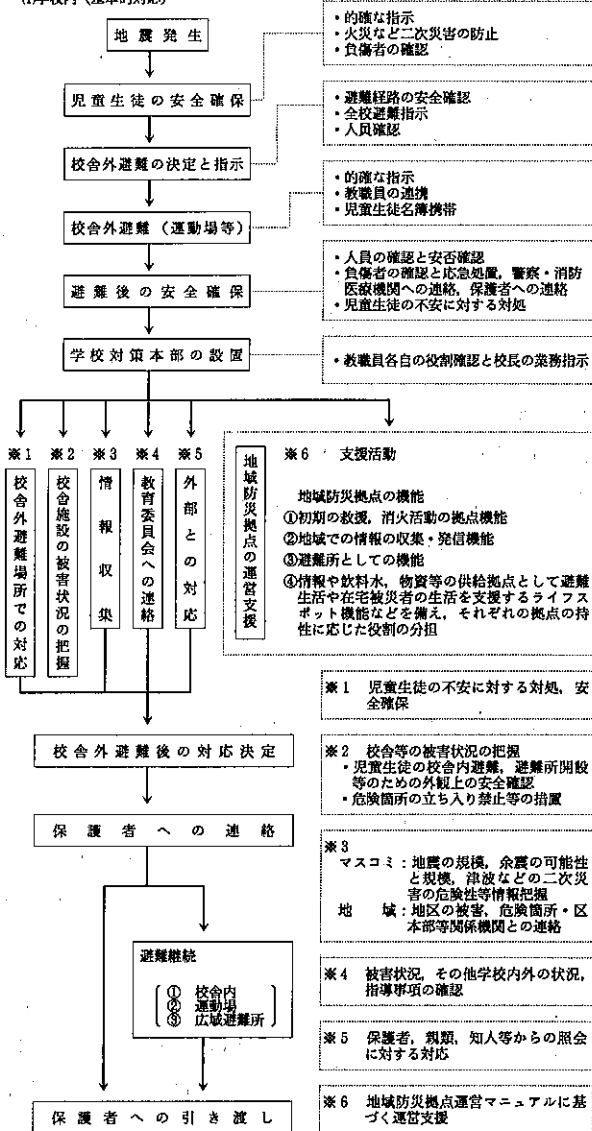 地震発生
・的確な指示
・火災など二次災害の防止
・負傷者の確認
児童生徒の安全確保
・避難経路の安全確認
・全校避難指示
・人員確認
校舎外避難の決定と指示
・的確な指示
・教職員の連携
・児童生徒名簿携帯
校舎外避難（運動場等）
・人員の確認と安否確認
・負傷者の確認と応急処置，警察・消防
医療機関への連絡，保護者への連絡
・児童生徒の不安に対する対処
避難後の安全確保
学校対策本部の設置
・教職員各自の役割確認と校長の業務指示
※1
校舎外避難場所での対応
※2
校舎施設の被害状況の把握
※3
情報収集
※4
教育委員会への連絡
※5
外部との対応
地域防災拠点の運営支援
※6 支援活動
地域防災拠点の機能
①初期の救援，消火活動の拠点機能
②地域での情報の収集・発信機能
③避難所としての機能
④情報や飲料水，物資等の供給拠点として避難
生活や在宅被災者の生活を支援するライフス
ポット機能などを備え，それぞれの拠点の特
性に応じた役割の分担
※1 児童生徒の不安に対する対処，安
全確保
校舎外避難後の対応決定
※2 校舎等の被害状況の把握
・児童生徒の校舎内避難，避難所開設
等のための外観上の安全確認
・危険箇所の立ち入り禁止等の措置
保護者への連絡
※3
マスコミ：地震の規模，余震の可能性
と規模，津波などの二次災
害の危険性等情報把握
地域：地区の被害，危険箇所・区
本部等関係機関との連絡
避難継続
① 校舎内
② 運動場
③ 広域避難所
※4 被害状況，その他学校内外の状況，
指導事項の確認
※5 保護者，親類，知人等からの照会
に対する対応
保護者への引き渡し
※6 地域防災拠点運営マニュアルに基
づく運営支援